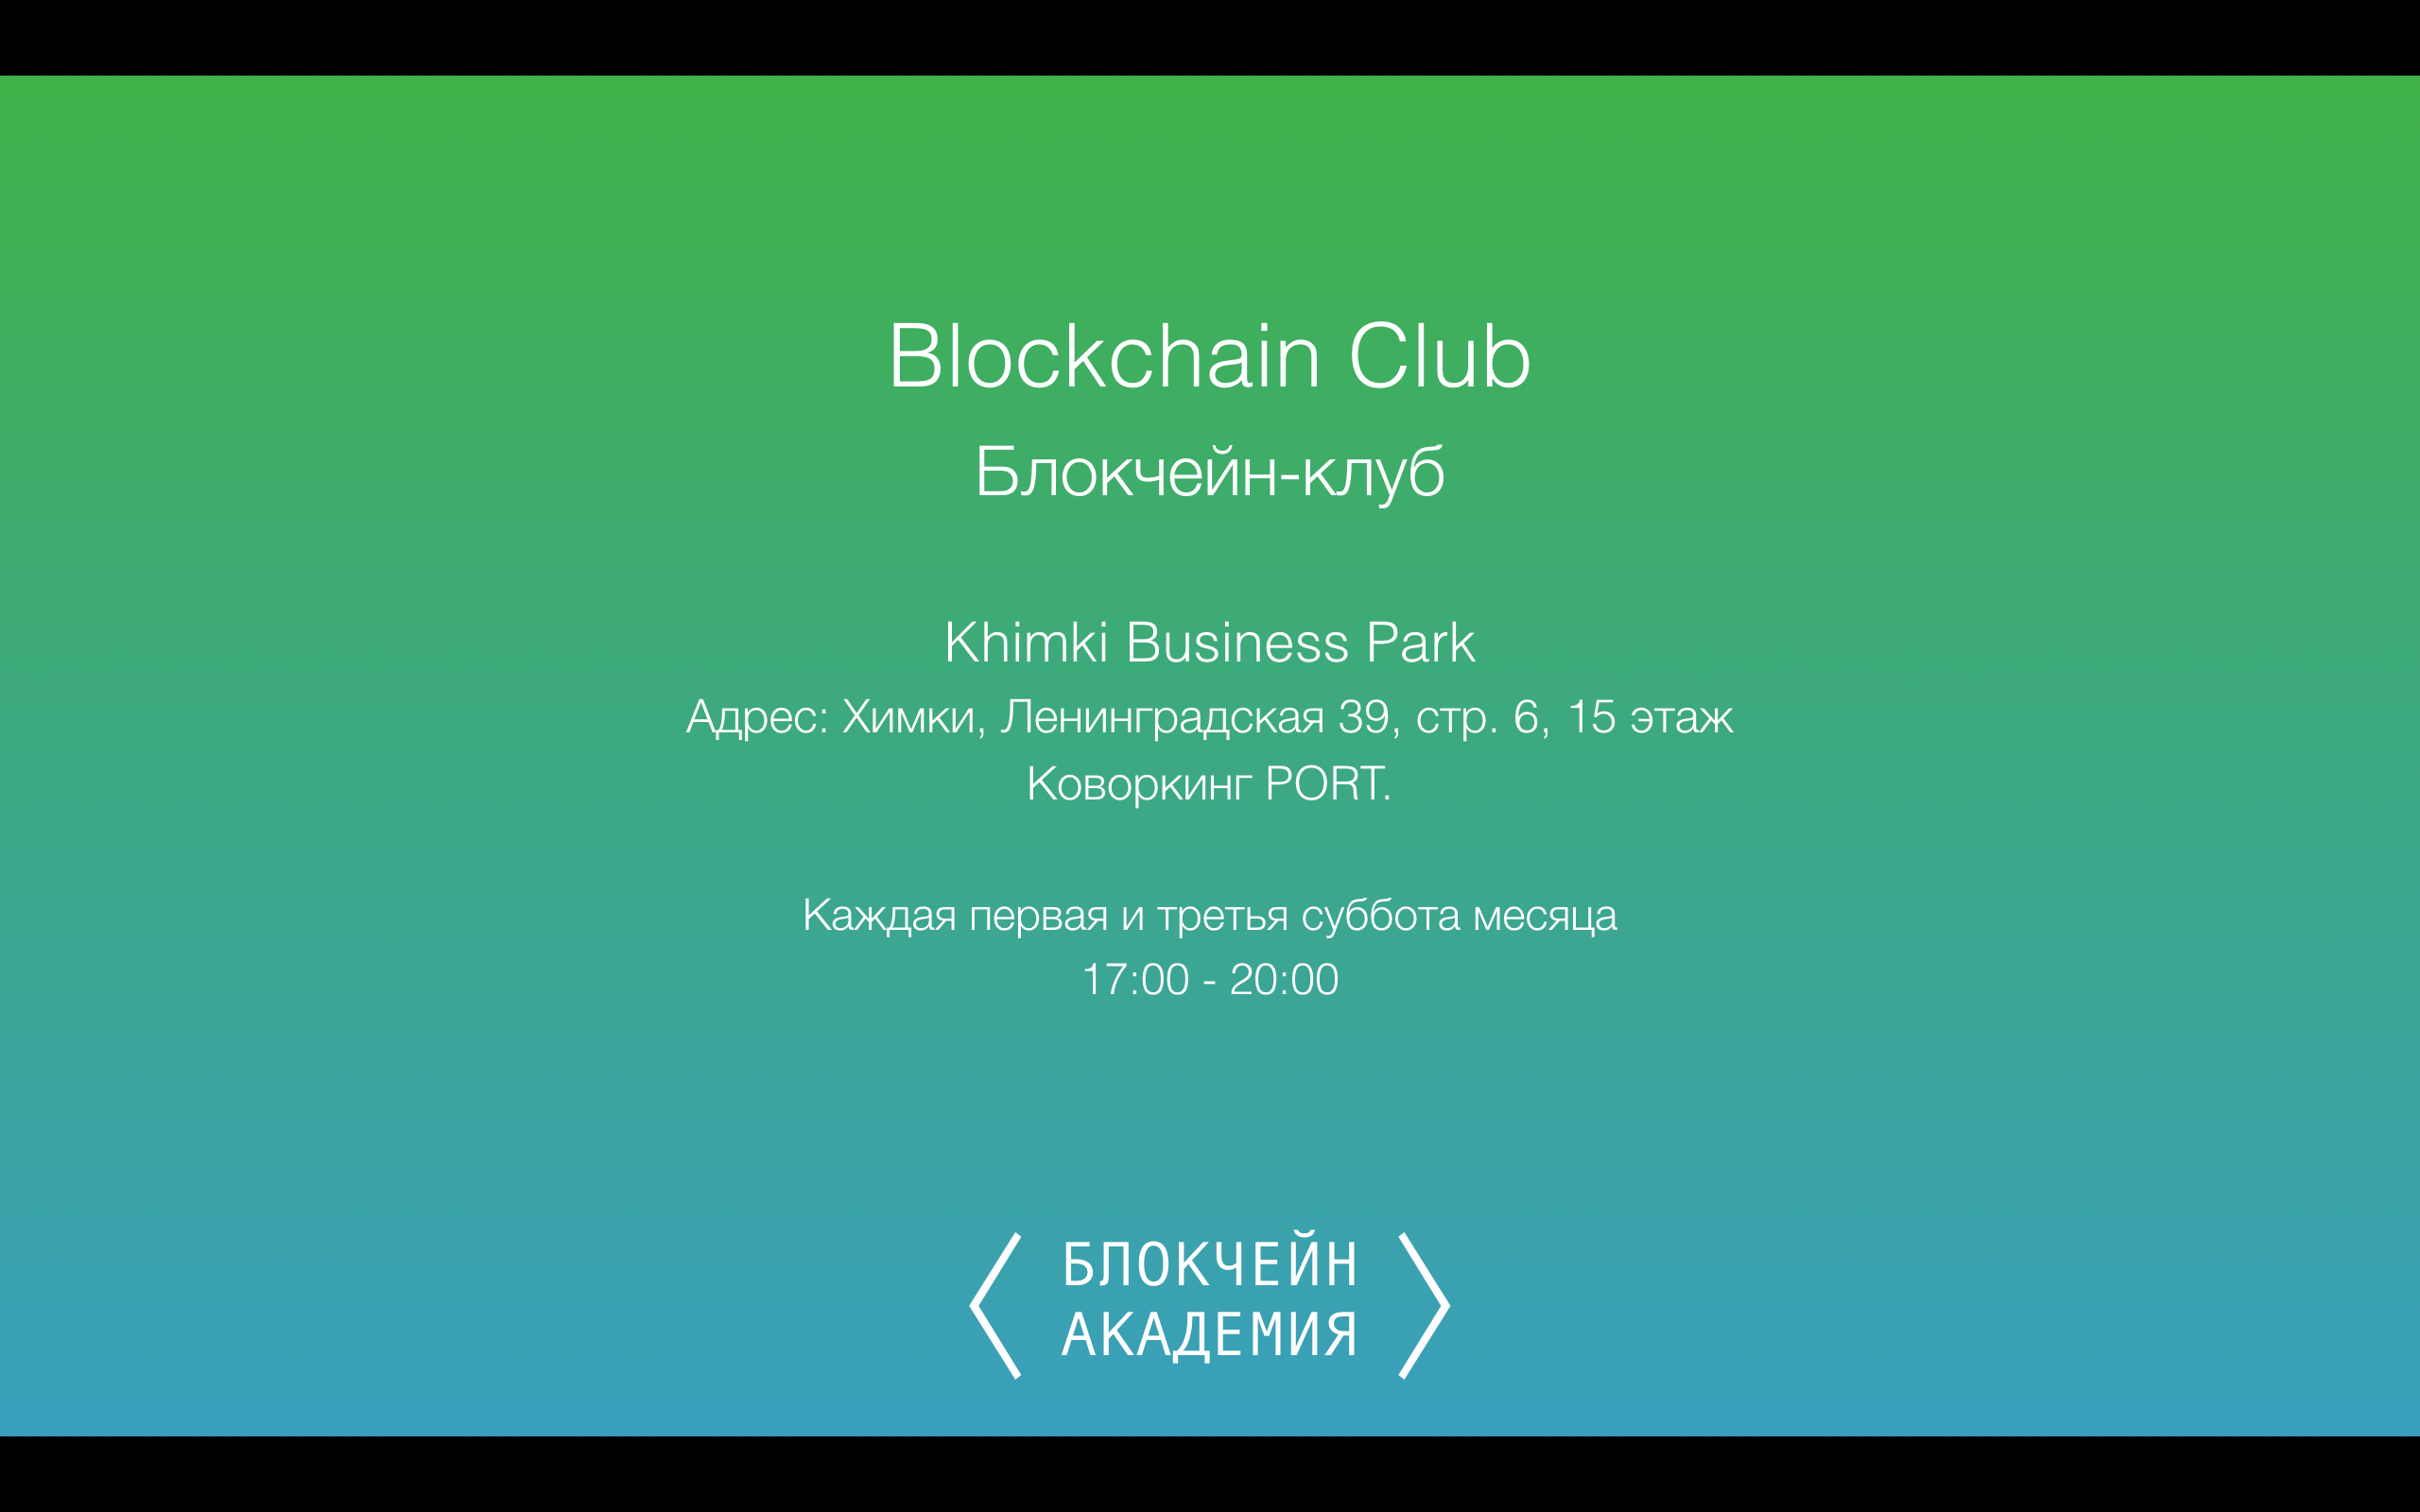 Blockchain Club
Блокчейн-клуб
Khimki Business Park
Адрес: Химки, Ленинградская 39, стр. 6, 15 этаж
Коворкинг PORT.
Каждая первая и третья суббота месяца
17:00 - 20:00
БЛОКЧЕЙН
АКАДЕМИЯ